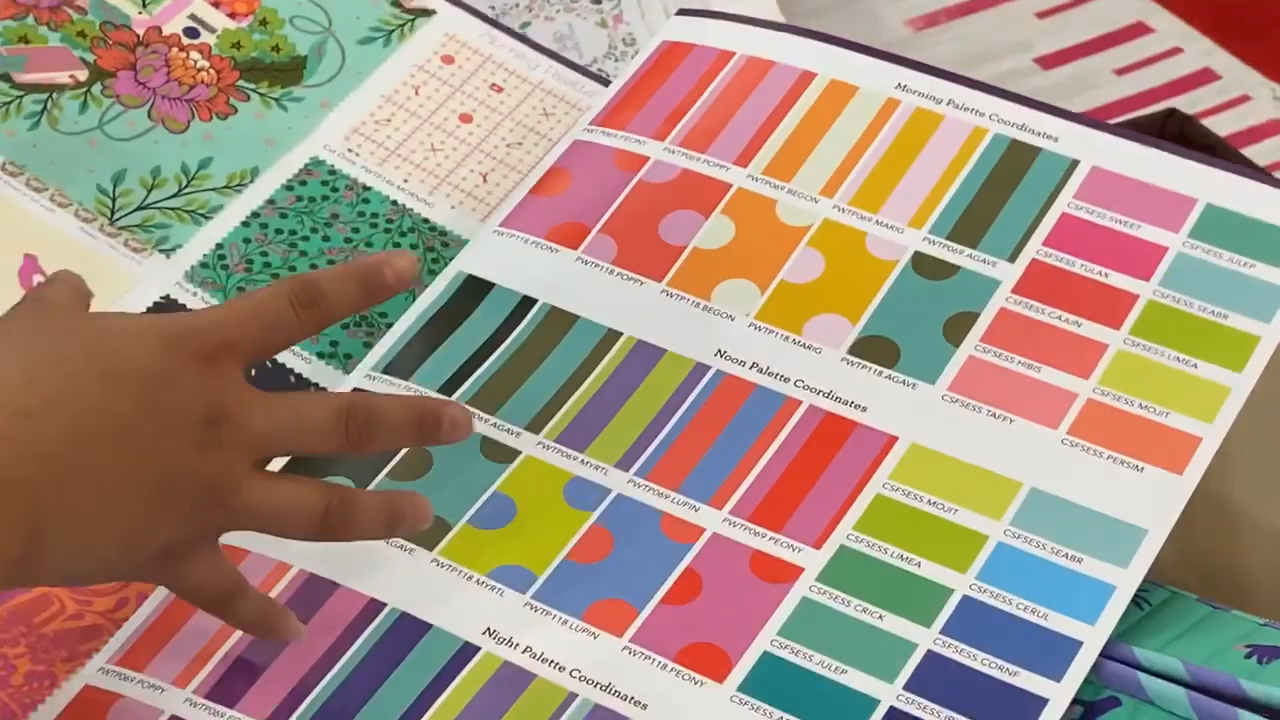 PWTP149.MORNING
Morning Palette Coordinates
PWTP069.PEONY
PWTP069.POPPY
PWTP069.BEGON
PWTP069.MARIG
PWTP069.AGAVE
PWTP118.PEONY
PWTP118.POPPY
PWTP118.BEGON
PWTP118.MARIG
PWTP118.AGAVE
CSFSESS.SWEET
CSFSESS.JULEP
CSFSESS.TULAX
CSFSESS.SEABR
CSFSESS.CAJUN
CSFSESS.LIMEA
CSFSESS.HIBIS
CSFSESS.MOJIT
CSFSESS.TAFFY
CSFSESS.PERSIM
Noon Palette Coordinates
069.AGAVE
PWTP069.MYRTL
PWTP069.LUPIN
PWTP069.PEONY
AGAVE
PWTP118.MYRTL
PWTP118.LUPIN
PWTP118.PEONY
CSFSESS.MOJIT
CSFSESS.SEABR
CSFSESS.LIMEA
CSFSESS.CERUL
CSFSESS.CRICK
CSFSESS.CORNF
CSFSESS.JULEP
Night Palette Coordinates
PWTP069.POPPY